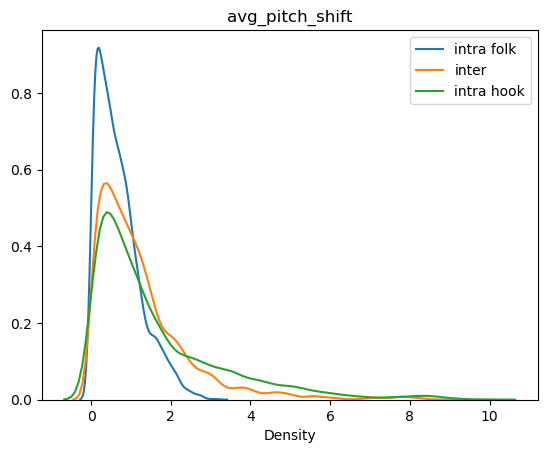 avg_pitch_shift
intra folk
inter
intra hook
0.8
0.6
0.4
0.2
0.0
0 2 4 6 8 10
Density